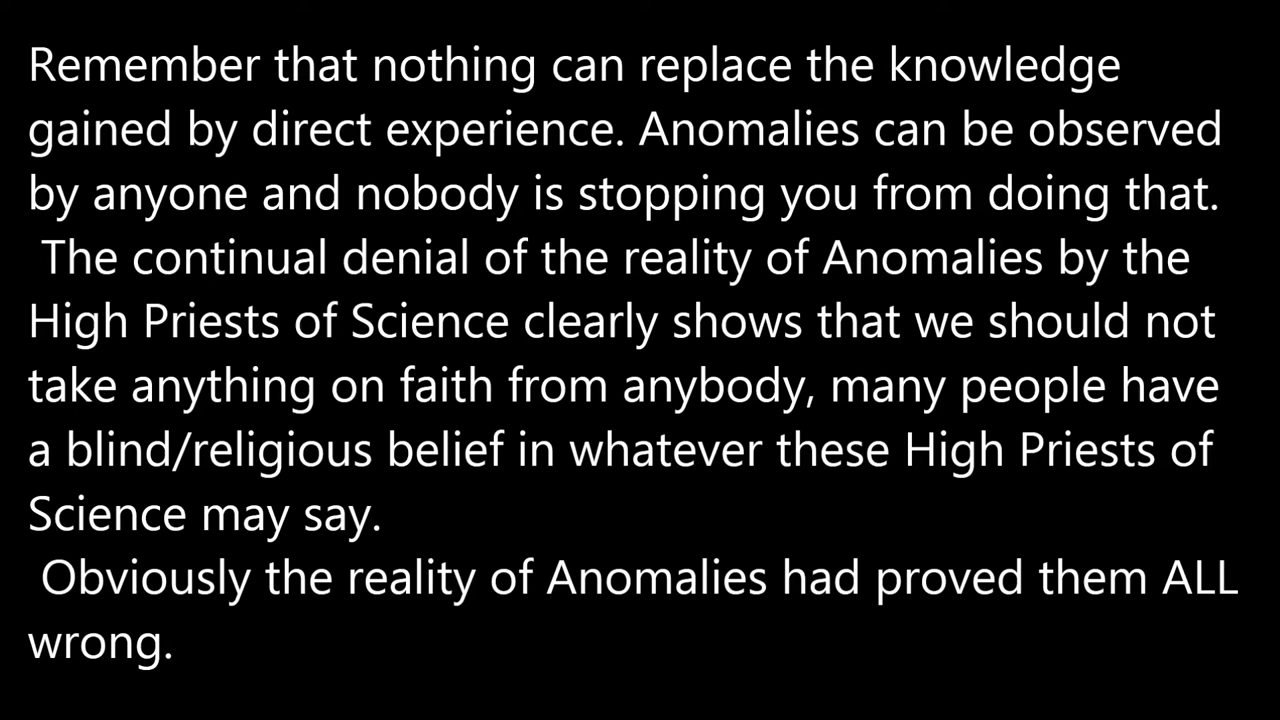 Remember that nothing can replace the knowledge
gained by direct experience. Anomalies can be observed
by anyone and nobody is stopping you from doing that.
The continual denial of the reality of Anomalies by the
High Priests of Science clearly shows that we should not
take anything on faith from anybody, many people have
a blind/religious belief in whatever these High Priests of
Science may say.
Obviously the reality of Anomalies had proved them ALL
wrong.